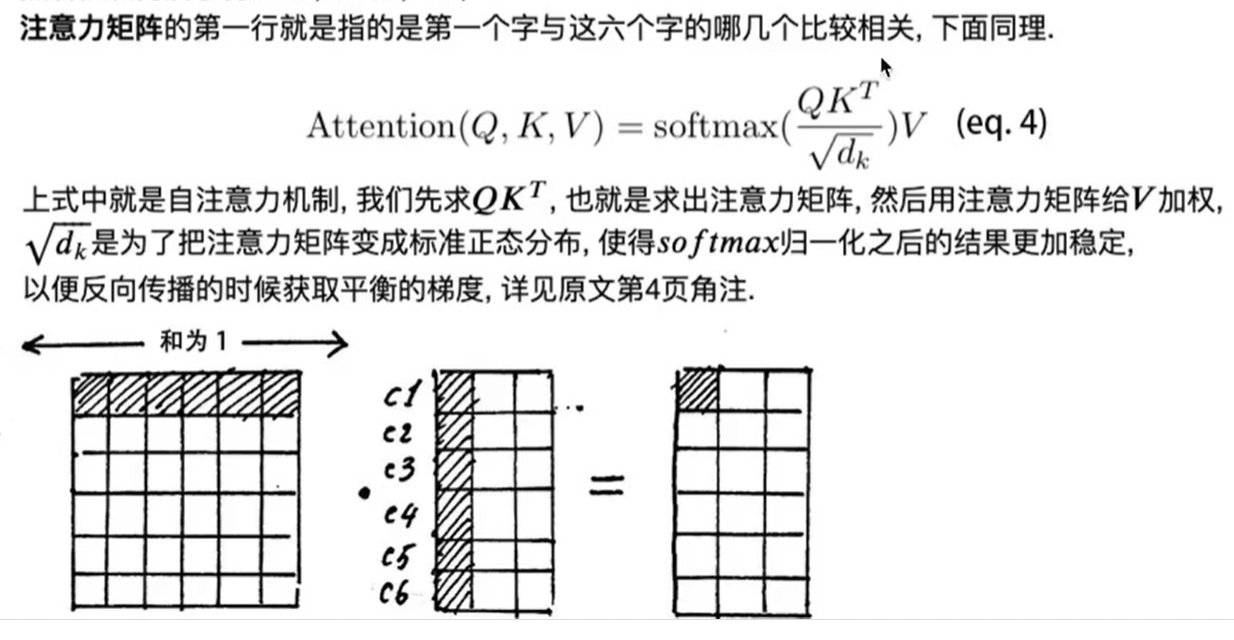 注意力矩阵的第一行就是指的是第一个字与这六个字的哪几个比较相关, 下面同理.
Attention(Q, K, V) = softmax(QK^T / √d_k)V (eq. 4)
上式中就是自注意力机制, 我们先求QK^T, 也就是求出注意力矩阵, 然后用注意力矩阵给V加权,
√d_k是为了把注意力矩阵变成标准正态分布, 使得softmax归一化之后的结果更加稳定,
以便反向传播的时候获取平衡的梯度, 详见原文第4页角注.
和为 1
c1
c2
c3
c4
c5
c6
· ... =